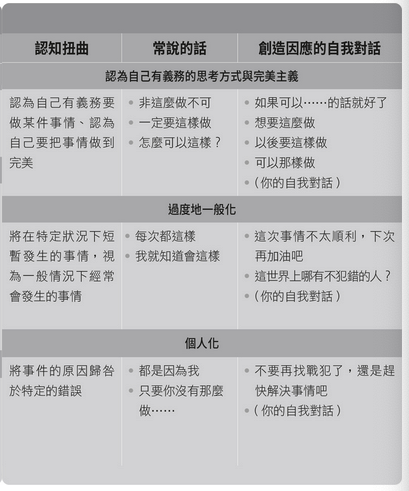 認知扭曲
常說的話
創造因應的自我對話
認為自己有義務的思考方式與完美主義
認為自己有義務要
做某件事情、認為
自己要把事情做到
完美
• 非這麼做不可
• 一定要這樣做
• 怎麼可以這樣？
• 如果可以……的話就好了
• 想要這麼做
• 以後要這樣做
• 可以那樣做
•（你的自我對話）
過度地一般化
將在特定狀況下短
暫發生的事情，視
為一般情況下經常
會發生的事情
• 每次都這樣
• 我就知道會這樣
• 這次事情不太順利，下次
再加油吧
• 這世界上哪有不犯錯的人？
•（你的自我對話）
個人化
將事件的原因歸咎
於特定的錯誤
• 都是因為我
• 只要你沒有那麼
做……
• 不要再找戰犯了，還是趕
快解決事情吧
•（你的自我對話）